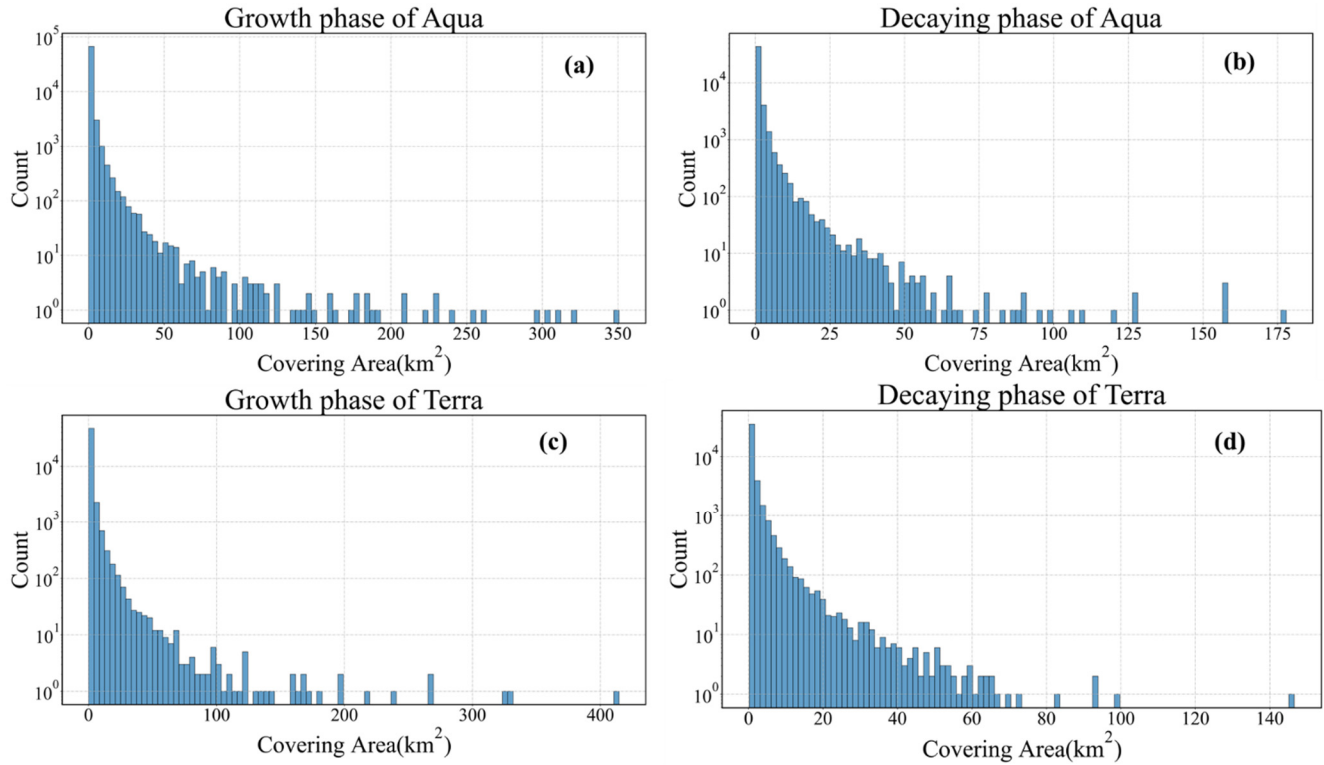 Growth phase of Aqua
(a)
10^5
10^4
10^3
10^2
10^1
10^0
Count
0 50 100 150 200 250 300 350
Covering Area(km^2)
Decaying phase of Aqua
(b)
10^4
10^3
10^2
10^1
10^0
Count
0 25 50 75 100 125 150 175
Covering Area(km^2)
Growth phase of Terra
(c)
10^4
10^3
10^2
10^1
10^0
Count
0 100 200 300 400
Covering Area(km^2)
Decaying phase of Terra
(d)
10^4
10^3
10^2
10^1
10^0
Count
0 20 40 60 80 100 120 140
Covering Area(km^2)